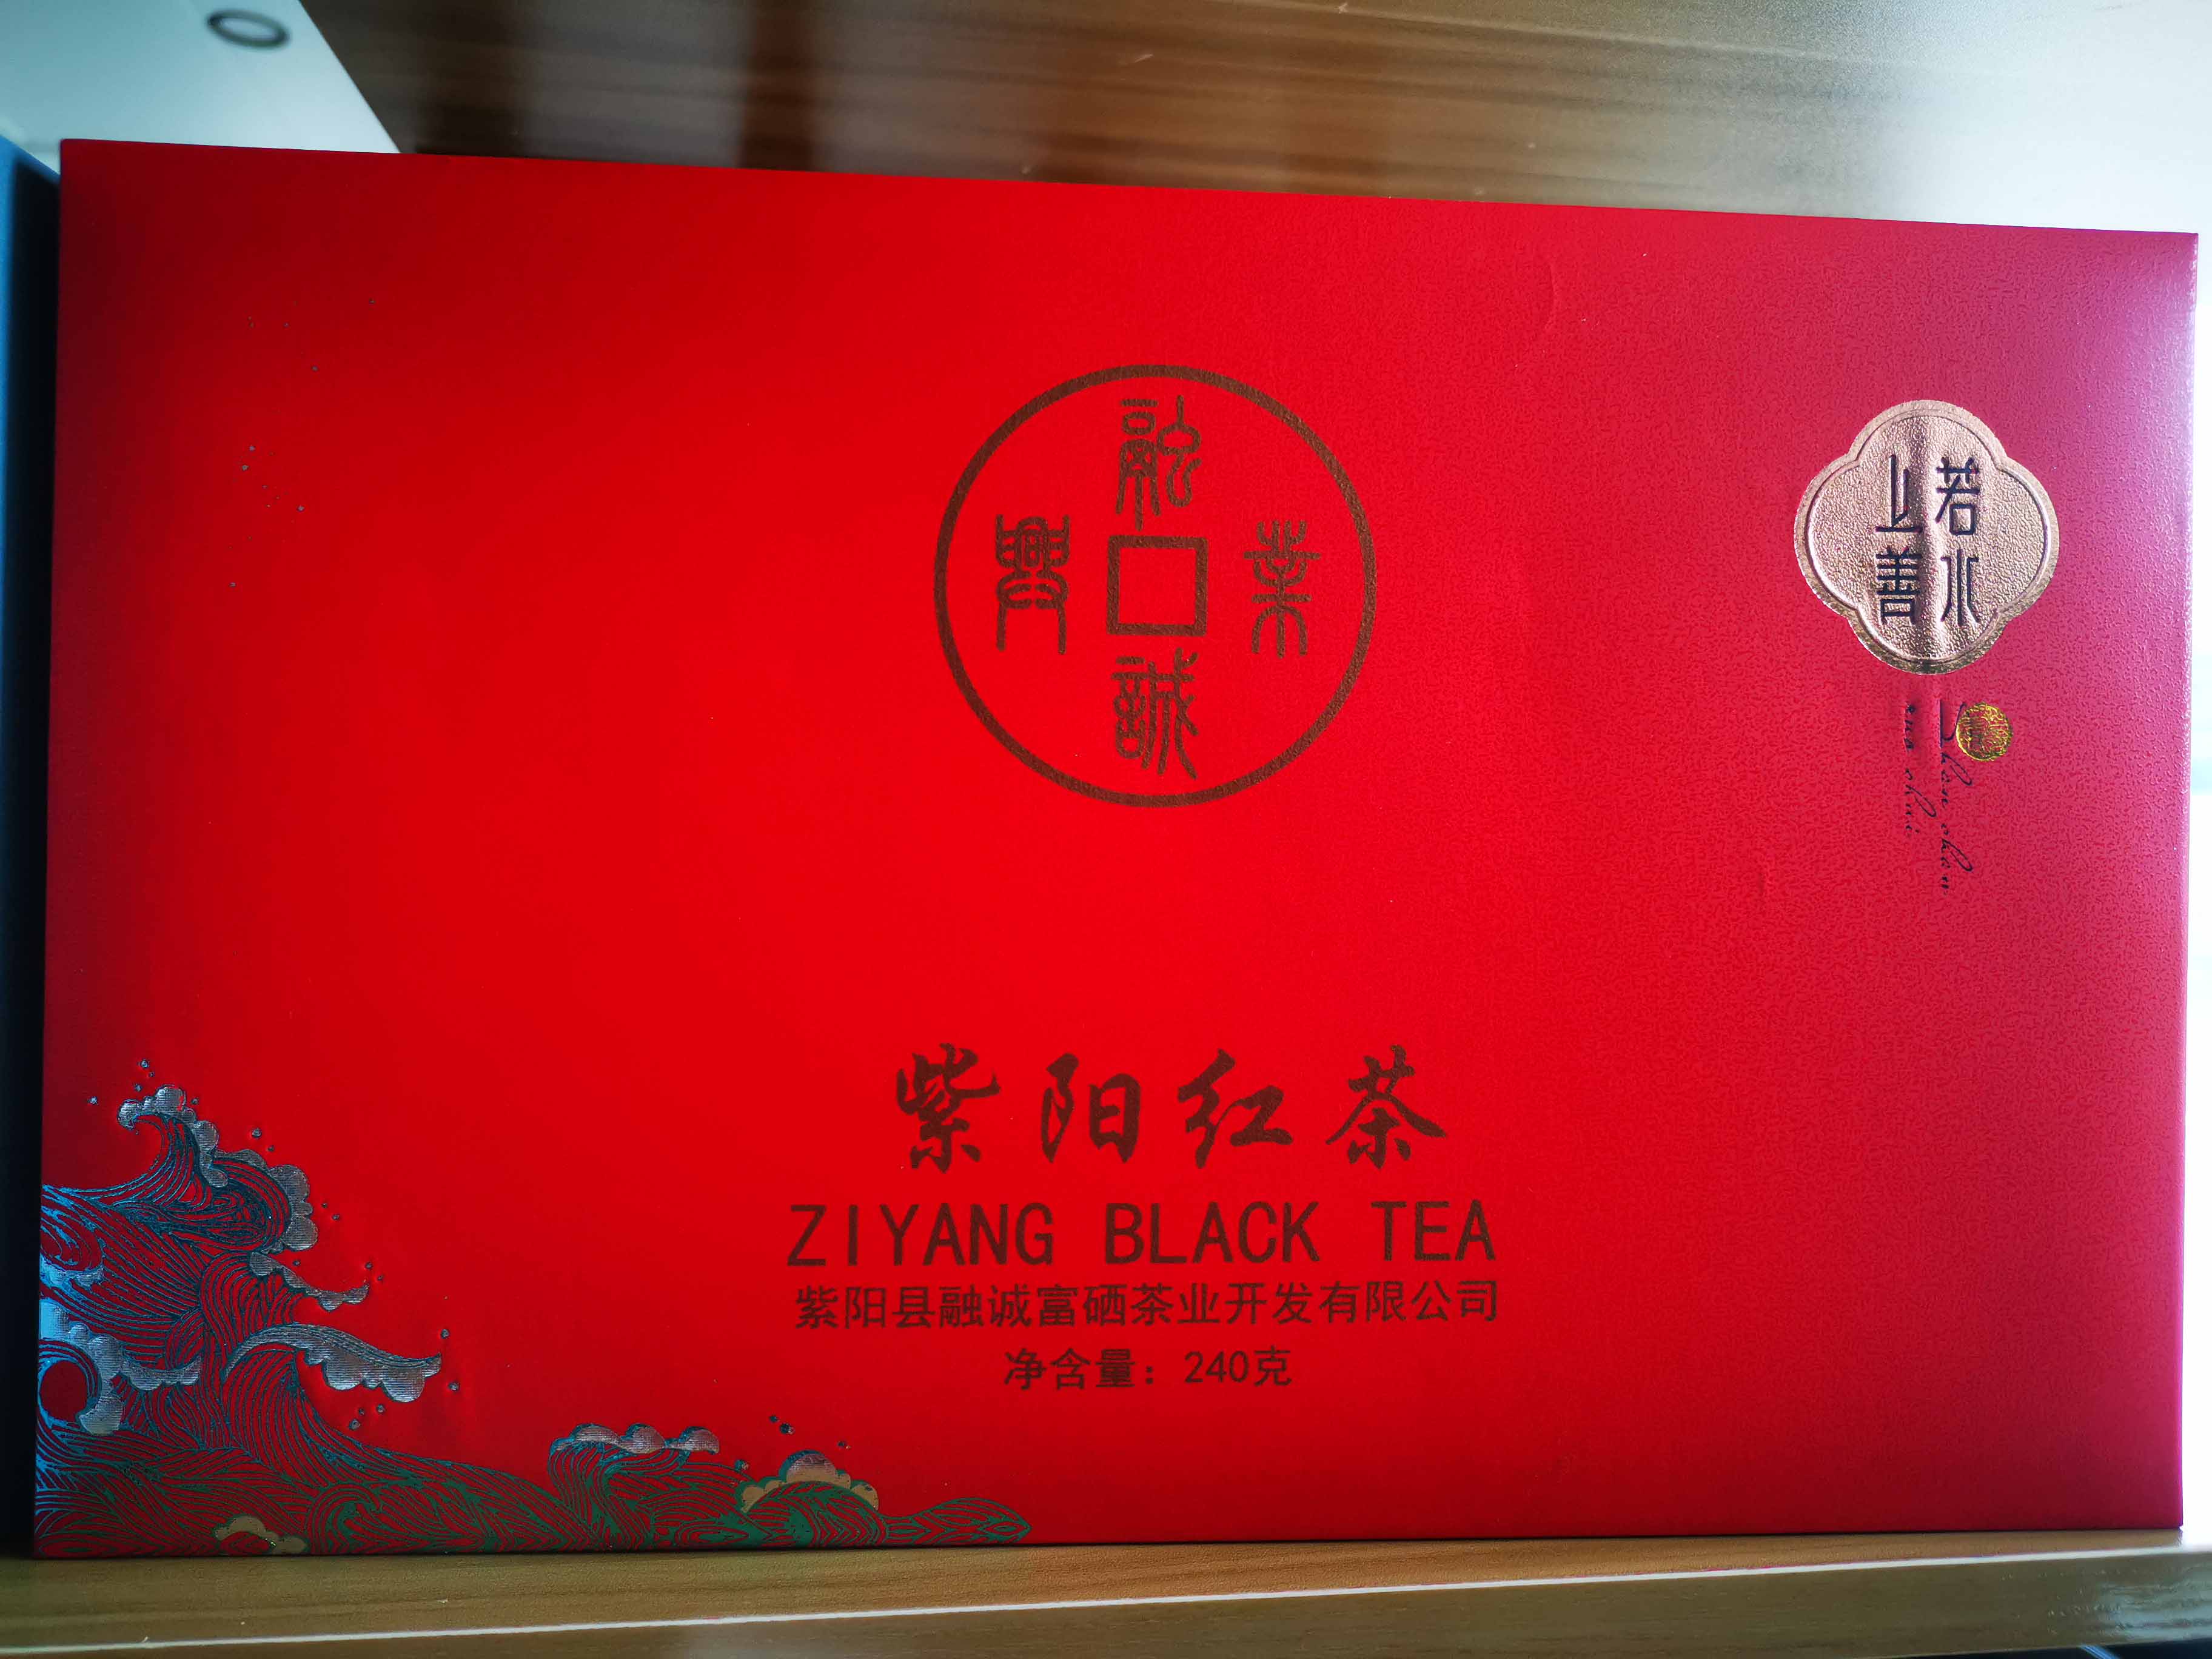 融
興 業
誠
上善
若水
紫阳红茶
ZIYANG BLACK TEA
紫阳县融诚富硒茶业开发有限公司
净含量：240克